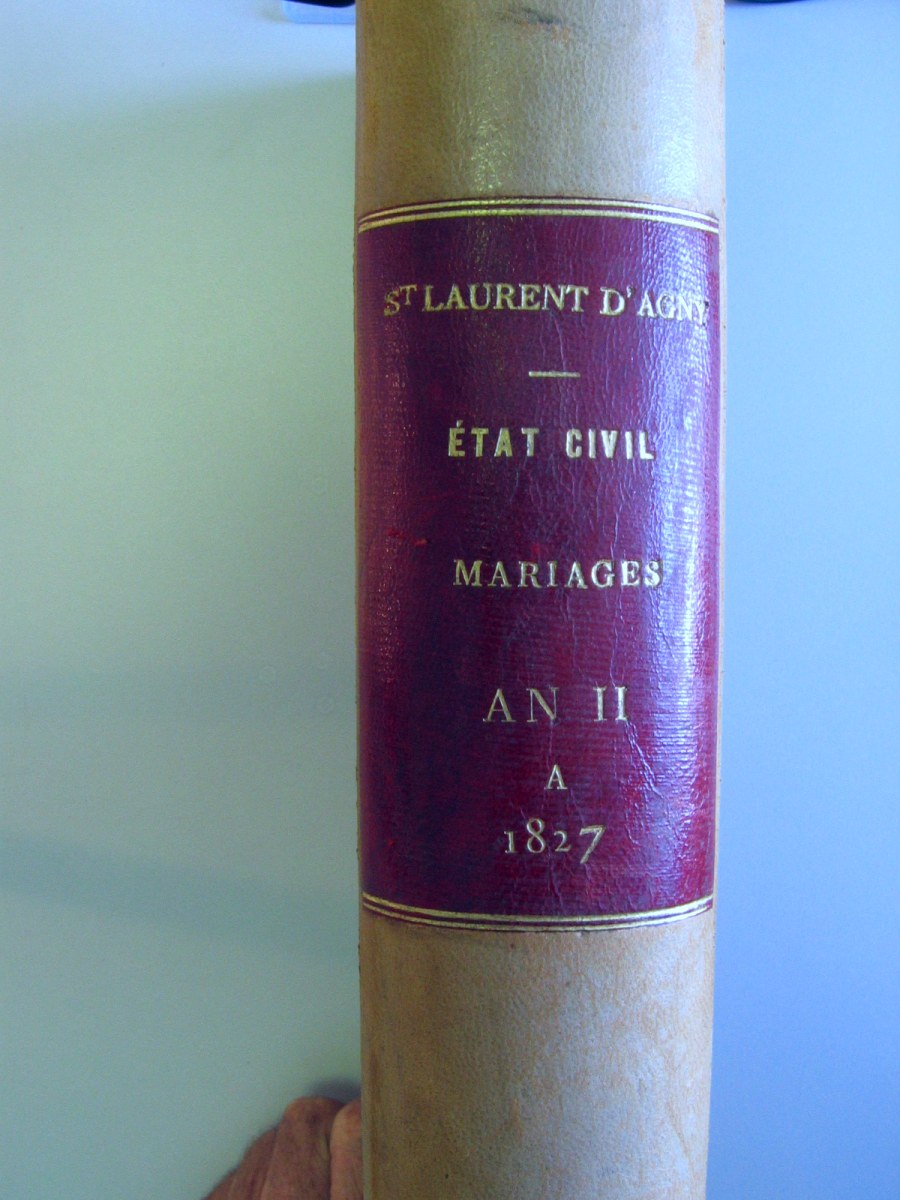 ST LAURENT D'AGNY
ÉTAT CIVIL
MARIAGES
AN II
A
1827